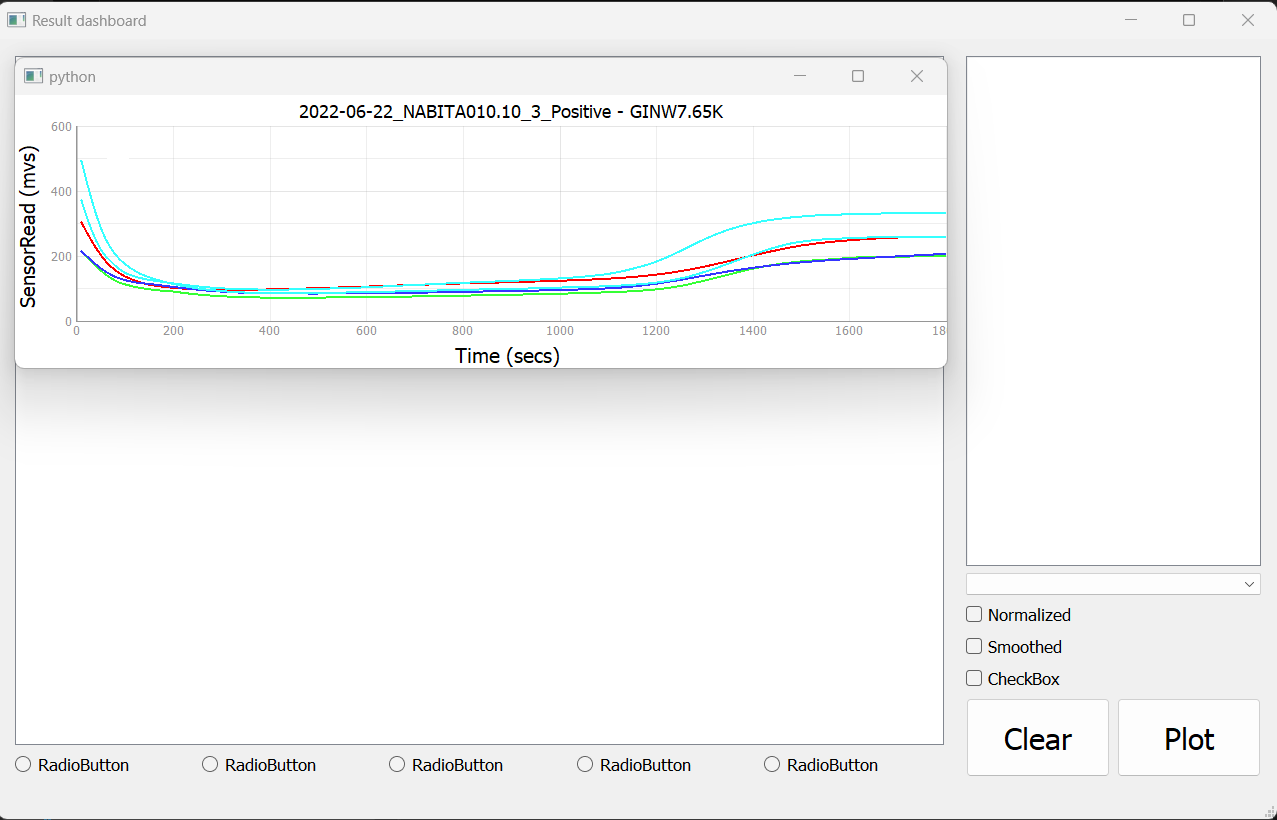 Result dashboard
python
2022-06-22_NABITA010.10_3_Positive - GINW7.65K
SensorRead (mvs)
600
400
200
0
0 200 400 600 800 1000 1200 1400 1600 180
Time (secs)
Normalized
Smoothed
CheckBox
Clear Plot
RadioButton RadioButton RadioButton RadioButton RadioButton